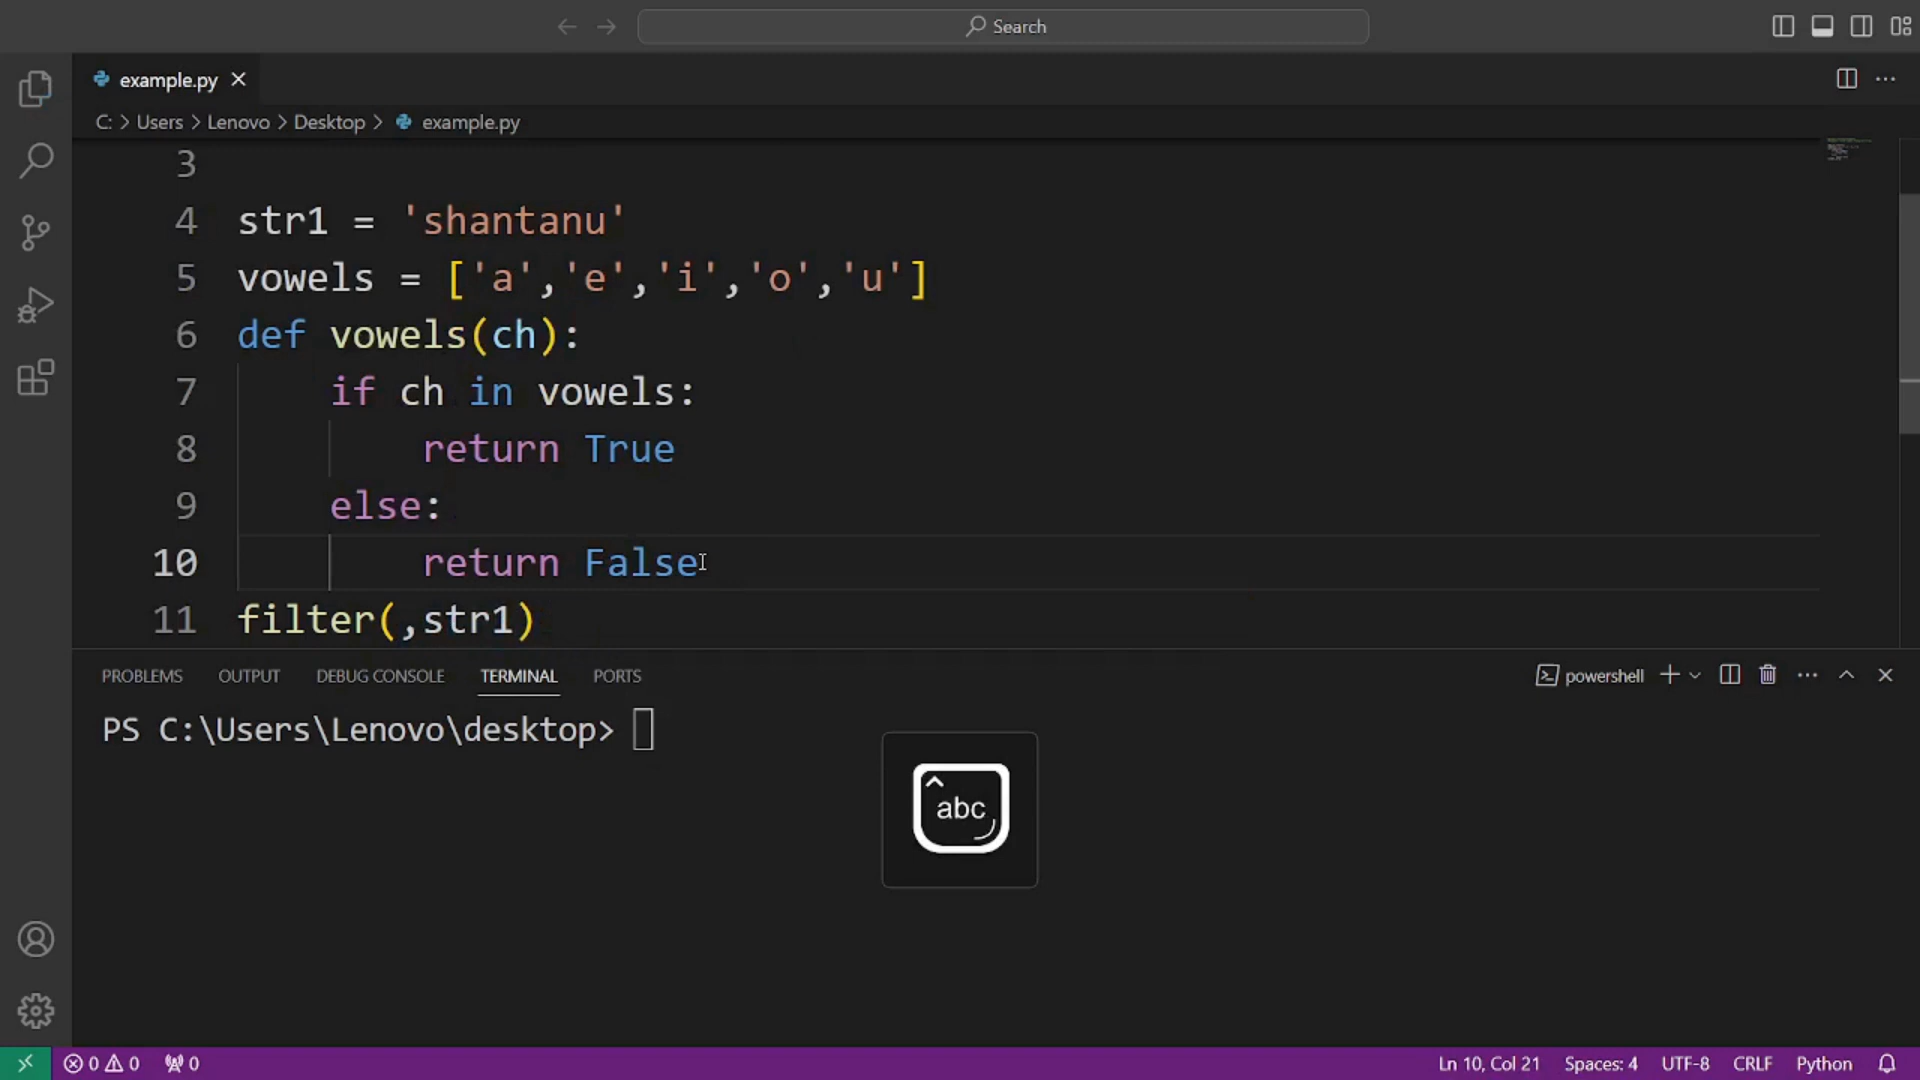 Search
example.py
C: > Users > Lenovo > Desktop > example.py
3
4 str1 = 'shantanu'
5 vowels = ['a','e','i','o','u']
6 def vowels(ch):
7 if ch in vowels:
8 return True
9 else:
10 return False
11 filter(,str1)
PROBLEMS OUTPUT DEBUG CONSOLE TERMINAL PORTS powershell
PS C:\Users\Lenovo\desktop>
abc
0 0 0 Ln 10, Col 21 Spaces: 4 UTF-8 CRLF Python